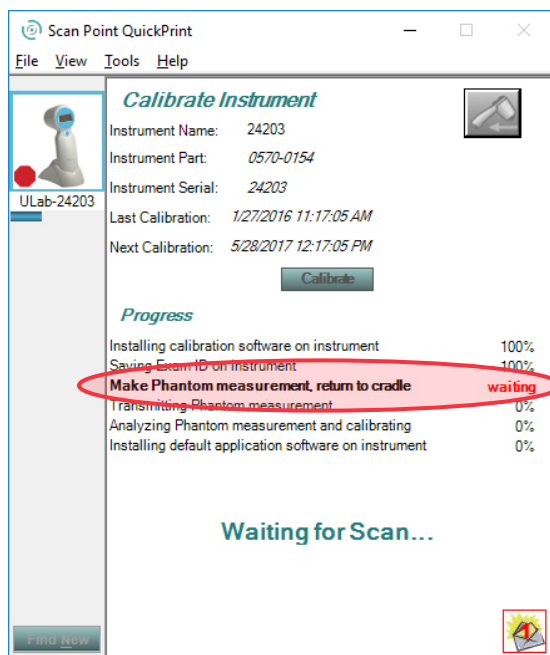 Scan Point QuickPrint
File View Tools Help
ULab-24203
Calibrate Instrument
Instrument Name: 24203
Instrument Part: 0570-0154
Instrument Serial: 24203
Last Calibration: 1/27/2016 11:17:05 AM
Next Calibration: 5/28/2017 12:17:05 PM
Calibrate
Progress
Installing calibration software on instrument 100%
Saving Exam ID on instrument 100%
Make Phantom measurement, return to cradle waiting
Transmitting Phantom measurement 0%
Analyzing Phantom measurement and calibrating 0%
Installing default application software on instrument 0%
Waiting for Scan...
Find New